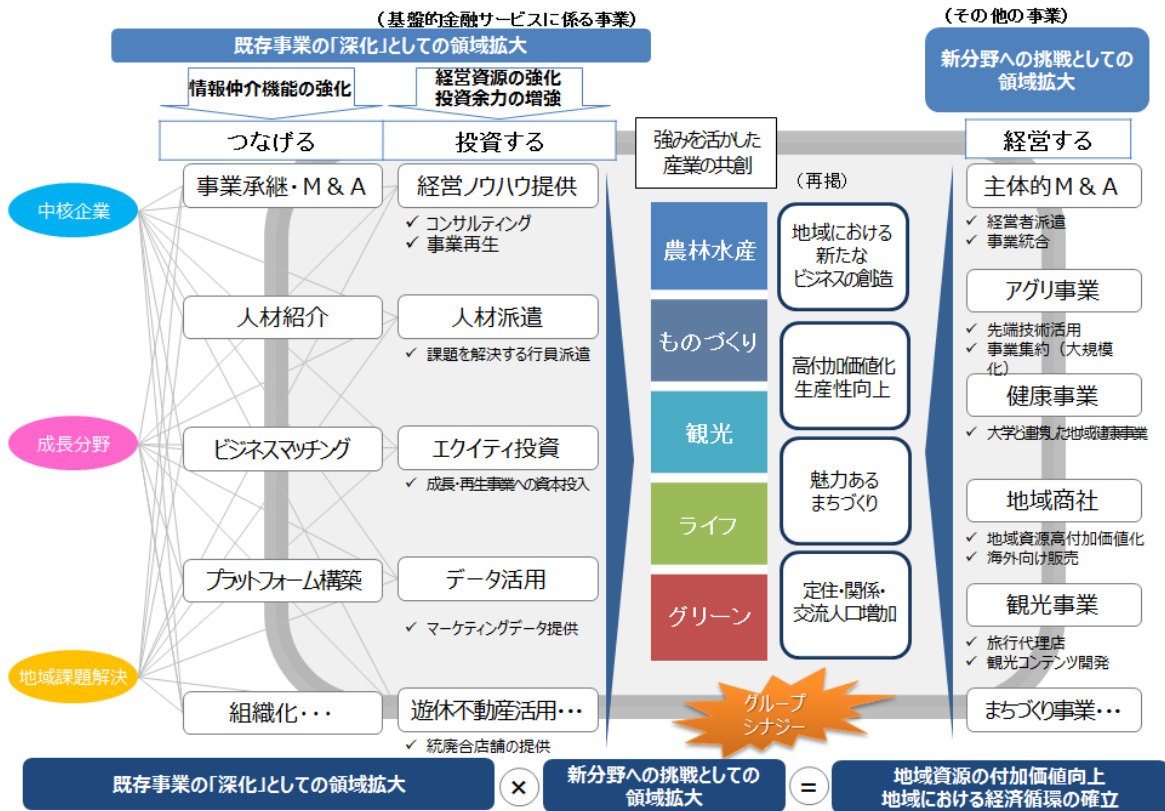 （基盤的金融サービスに係る事業）
既存事業の「深化」としての領域拡大
（その他の事業）
新分野への挑戦としての
領域拡大
情報仲介機能の強化
経営資源の強化
投資余力の増強
つなげる
投資する
強みを活かした
産業の共創
経営する
（再掲）
中核企業
成長分野
地域課題解決
事業承継・M＆A
人材紹介
ビジネスマッチング
プラットフォーム構築
組織化・・・
経営ノウハウ提供
✓ コンサルティング
✓ 事業再生
人材派遣
✓ 課題を解決する行員派遣
エクイティ投資
✓ 成長・再生事業への資本投入
データ活用
✓ マーケティングデータ提供
遊休不動産活用・・・
✓ 統廃合店舗の提供
農林水産
ものづくり
観光
ライフ
グリーン
地域における
新たな
ビジネスの創造
高付加価値化
生産性向上
魅力ある
まちづくり
定住・関係・
交流人口増加
グループ
シナジー
主体的M＆A
✓ 経営者派遣
✓ 事業統合
アグリ事業
✓ 先端技術活用
✓ 事業集約（大規模
化）
健康事業
✓ 大学と連携した地域健康事業
地域商社
✓ 地域資源高付加価値化
✓ 海外向け販売
観光事業
✓ 旅行代理店
✓ 観光コンテンツ開発
まちづくり事業・・・
既存事業の「深化」としての領域拡大
×
新分野への挑戦としての
領域拡大
＝
地域資源の付加価値向上
地域における経済循環の確立